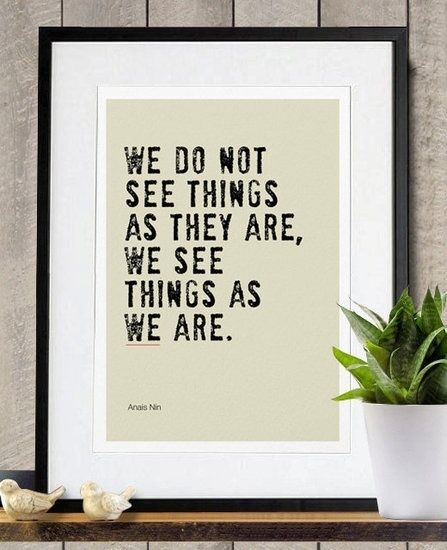 WE DO NOT
SEE THINGS
AS THEY ARE,
WE SEE
THINGS AS
WE ARE.
Anais Nin